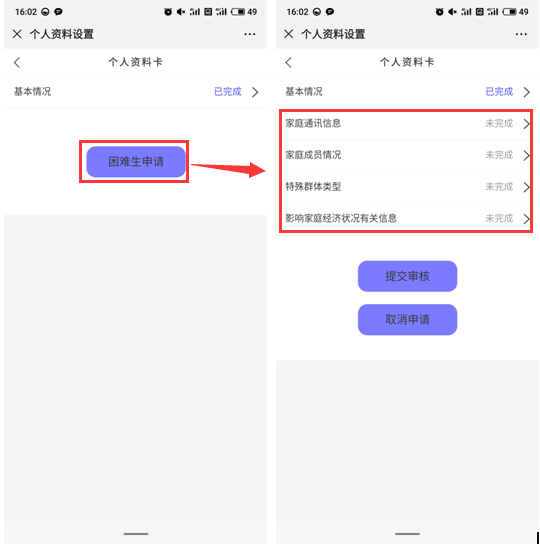 16:02
49
个人资料设置
个人资料卡
基本情况
已完成
困难生申请
16:02
49
个人资料设置
个人资料卡
基本情况
已完成
家庭通讯信息
未完成
家庭成员情况
未完成
特殊群体类型
未完成
影响家庭经济状况有关信息
未完成
提交审核
取消申请